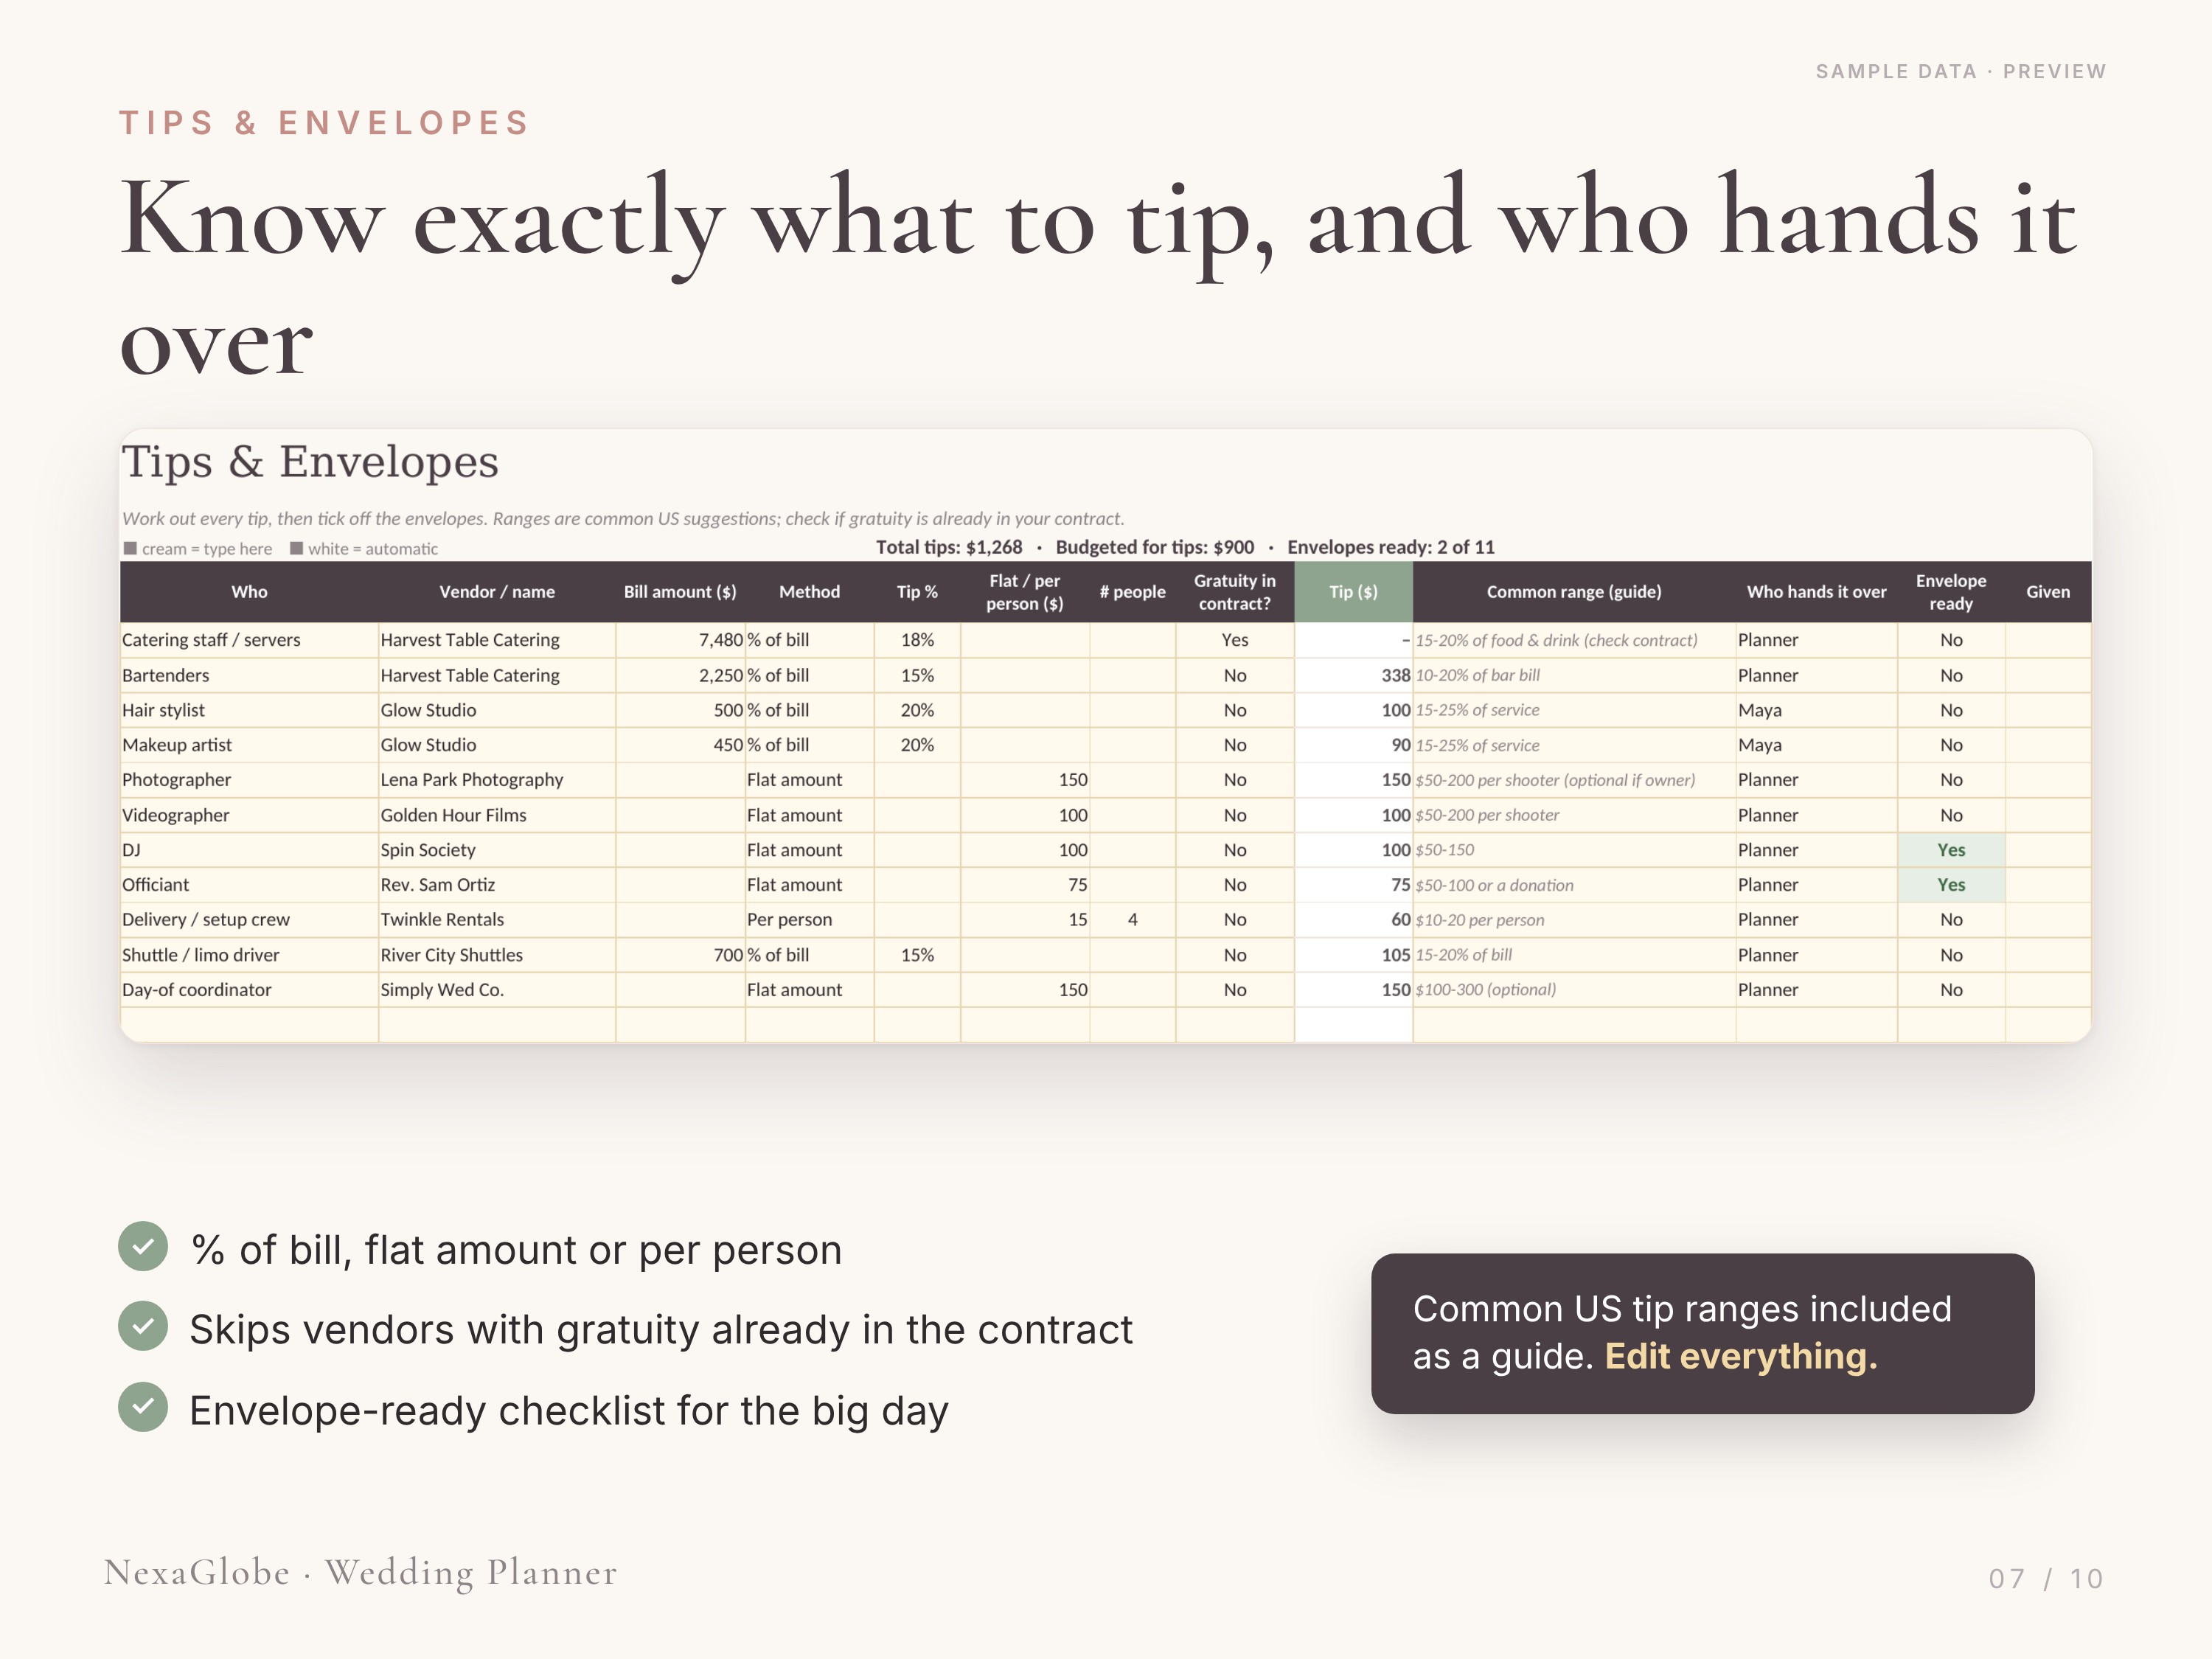 SAMPLE DATA · PREVIEW
TIPS & ENVELOPES
Know exactly what to tip, and who hands it
over
Tips & Envelopes
Work out every tip, then tick off the envelopes. Ranges are common US suggestions; check if gratuity is already in your contract.
■ cream = type here ■ white = automatic Total tips: $1,268 · Budgeted for tips: $900 · Envelopes ready: 2 of 11
Who Vendor / name Bill amount ($) Method Tip % Flat / per person ($) # people Gratuity in contract? Tip ($) Common range (guide) Who hands it over Envelope ready Given
Catering staff / servers Harvest Table Catering 7,480 % of bill 18% Yes – 15-20% of food & drink (check contract) Planner No
Bartenders Harvest Table Catering 2,250 % of bill 15% No 338 10-20% of bar bill Planner No
Hair stylist Glow Studio 500 % of bill 20% No 100 15-25% of service Maya No
Makeup artist Glow Studio 450 % of bill 20% No 90 15-25% of service Maya No
Photographer Lena Park Photography Flat amount 150 No 150 $50-200 per shooter (optional if owner) Planner No
Videographer Golden Hour Films Flat amount 100 No 100 $50-200 per shooter Planner No
DJ Spin Society Flat amount 100 No 100 $50-150 Planner Yes
Officiant Rev. Sam Ortiz Flat amount 75 No 75 $50-100 or a donation Planner Yes
Delivery / setup crew Twinkle Rentals Per person 15 4 No 60 $10-20 per person Planner No
Shuttle / limo driver River City Shuttles 700 % of bill 15% No 105 15-20% of bill Planner No
Day-of coordinator Simply Wed Co. Flat amount 150 No 150 $100-300 (optional) Planner No
% of bill, flat amount or per person
Skips vendors with gratuity already in the contract
Envelope-ready checklist for the big day
Common US tip ranges included
as a guide. Edit everything.
NexaGlobe · Wedding Planner
07 / 10